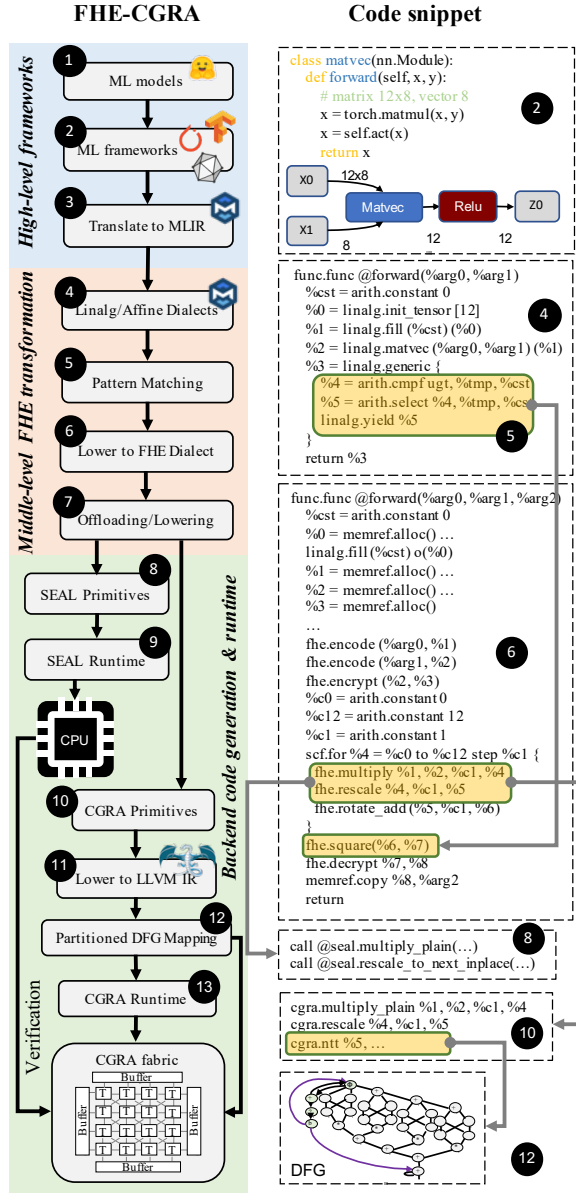 FHE-CGRA
High-level frameworks
1
ML models
2
ML frameworks
3
Translate to MLIR
Middle-level FHE transformation
4
Linalg/Affine Dialects
5
Pattern Matching
6
Lower to FHE Dialect
7
Offloading/Lowering
Backend code generation & runtime
8
SEAL Primitives
9
SEAL Runtime
CPU
10
CGRA Primitives
11
Lower to LLVM IR
12
Partitioned DFG Mapping
13
CGRA Runtime
Verification
CGRA fabric
Buffer
Buffer
T T T T
T T T T
T T T T
T T T T
Buffer
Buffer
Code snippet
class matvec(nn.Module):
def forward(self, x, y):
# matrix 12x8, vector 8
x = torch.matmul(x, y)
x = self.act(x)
return x
2
X0
12x8
Matvec
Relu
Z0
X1
8
12
12
func.func @forward(%arg0, %arg1)
%cst = arith.constant 0
%0 = linalg.init_tensor [12]
%1 = linalg.fill (%cst) (%0)
%2 = linalg.matvec (%arg0, %arg1) (%1)
%3 = linalg.generic {
%4 = arith.cmpf ugt, %tmp, %cst
%5 = arith.select %4, %tmp, %cs
linalg.yield %5
}
return %3
4
5
func.func @forward(%arg0, %arg1, %arg2)
%cst = arith.constant 0
%0 = memref.alloc() …
linalg.fill(%cst) o(%0)
%1 = memref.alloc() …
%2 = memref.alloc() …
%3 = memref.alloc()
…
fhe.encode (%arg0, %1)
fhe.encode (%arg1, %2)
fhe.encrypt (%2, %3)
%c0 = arith.constant 0
%c12 = arith.constant 12
%c1 = arith.constant 1
scf.for %4 = %c0 to %c12 step %c1 {
fhe.multiply %1, %2, %c1, %4
fhe.rescale %4, %c1, %5
fhe.rotate_add (%5, %c1, %6)
}
fhe.square(%6, %7)
fhe.decrypt %7, %8
memref.copy %8, %arg2
return
6
call @seal.multiply_plain(…)
call @seal.rescale_to_next_inplace(…)
8
cgra.multiply_plain %1, %2, %c1, %4
cgra.rescale %4, %c1, %5
cgra.ntt %5, …
10
DFG
12